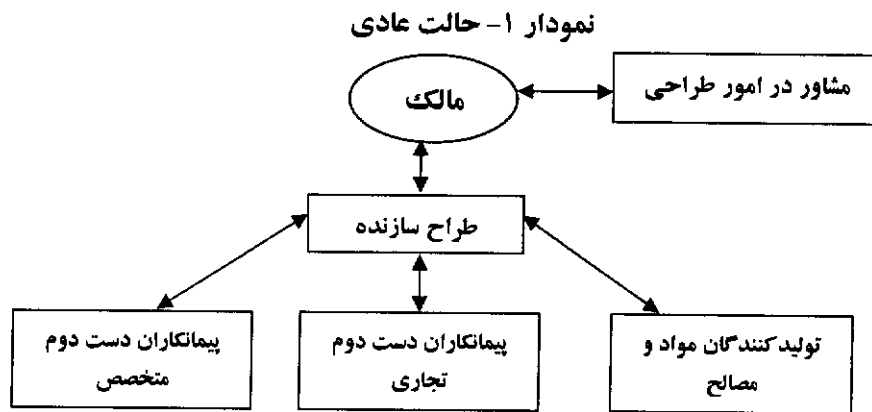 نمودار ۱- حالت عادی
مالک
مشاور در امور طراحی
طراح سازنده
تولیدکنندگان مواد و
مصالح
پیمانکاران دست دوم
تجاری
پیمانکاران دست دوم
متخصص